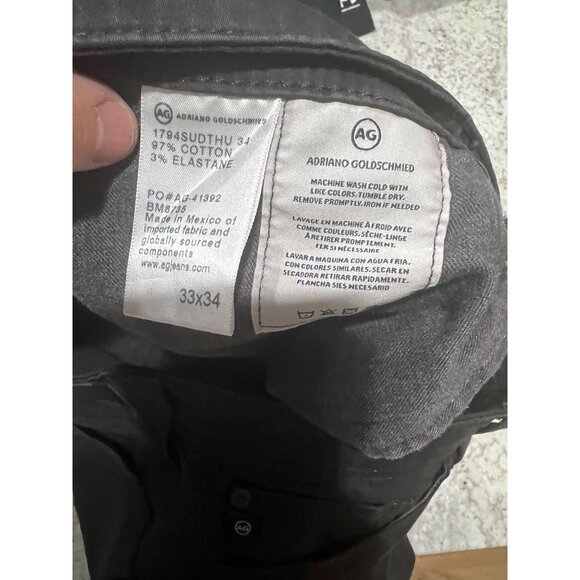 AG ADRIANO GOLDSCHMIED
1794SUDTHU 34
97% COTTON
3% ELASTANE
PO#AG-41392
BM8735
Made in Mexico of
imported fabric and
globally sourced
components
www.agjeans.com
33x34
AG
ADRIANO GOLDSCHMIED
MACHINE WASH COLD WITH
LIKE COLORS, TUMBLE DRY.
REMOVE PROMPTLY. IRON IF NEEDED
LAVAGE EN MACHINE À FROID AVEC
COMME COULEURS. SÈCHE-LINGE
À RETIRER PROMPTEMENT.
FER SI NÉCESSAIRE
LAVAR A MAQUINA CON AGUA FRIA.
CON COLORES SIMILARES. SECAR EN
SECADORA RETIRAR RAPIDAMENTE.
PLANCHA SIES NECESARIO
AG